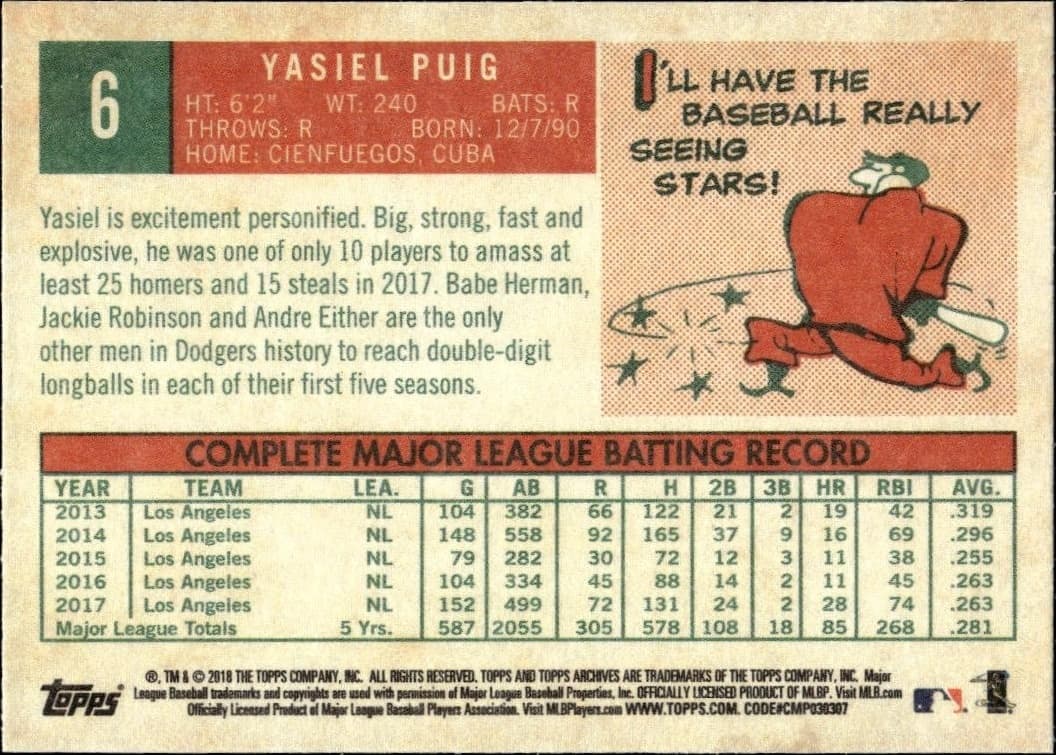 6
YASIEL PUIG
HT: 6'2" WT: 240 BATS: R
THROWS: R BORN: 12/7/90
HOME: CIENFUEGOS, CUBA
I'LL HAVE THE
BASEBALL REALLY
SEEING
STARS!
Yasiel is excitement personified. Big, strong, fast and
explosive, he was one of only 10 players to amass at
least 25 homers and 15 steals in 2017. Babe Herman,
Jackie Robinson and Andre Either are the only
other men in Dodgers history to reach double-digit
longballs in each of their first five seasons.
COMPLETE MAJOR LEAGUE BATTING RECORD
YEAR TEAM LEA. G AB R H 2B 3B HR RBI AVG.
2013 Los Angeles NL 104 382 66 122 21 2 19 42 .319
2014 Los Angeles NL 148 558 92 165 37 9 16 69 .296
2015 Los Angeles NL 79 282 30 72 12 3 11 38 .255
2016 Los Angeles NL 104 334 45 88 14 2 11 45 .263
2017 Los Angeles NL 152 499 72 131 24 2 28 74 .263
Major League Totals 5 Yrs. 587 2055 305 578 108 18 85 268 .281
topps
®, TM & © 2018 THE TOPPS COMPANY, INC. ALL RIGHTS RESERVED. TOPPS AND TOPPS ARCHIVES ARE TRADEMARKS OF THE TOPPS COMPANY, INC. Major
League Baseball trademarks and copyrights are used with permission of Major League Baseball Properties, Inc. OFFICIALLY LICENSED PRODUCT OF MLBP. Visit MLB.com
Officially Licensed Product of Major League Baseball Players Association. Visit MLBPlayers.com WWW.TOPPS.COM. CODE#CMP039307